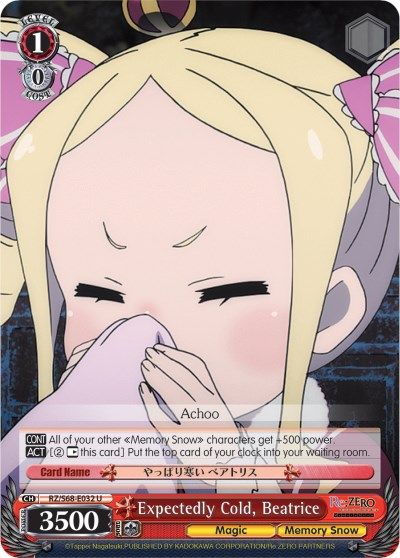 LEVEL
1
0
COST
Achoo
CONT All of your other «Memory Snow» characters get +500 power.
ACT [② this card] Put the top card of your clock into your waiting room.
Card Name やっぱり寒い ベアトリス
CH RZ/S68-E032 U
Expectedly Cold, Beatrice
POWER 3500 SOUL
Re:ZERO
Magic Memory Snow
©Tappei Nagatsuki,PUBLISHED BY KADOKAWA CORPORATION/Re:ZERO PARTNERS